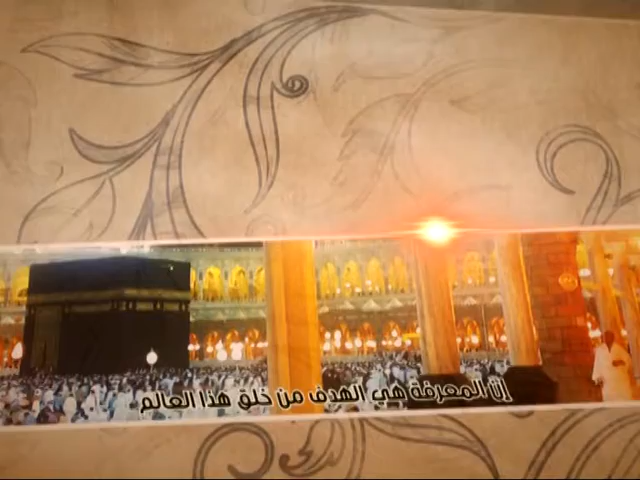 إن المعرفة هي الهدف من خلق هذا العالم